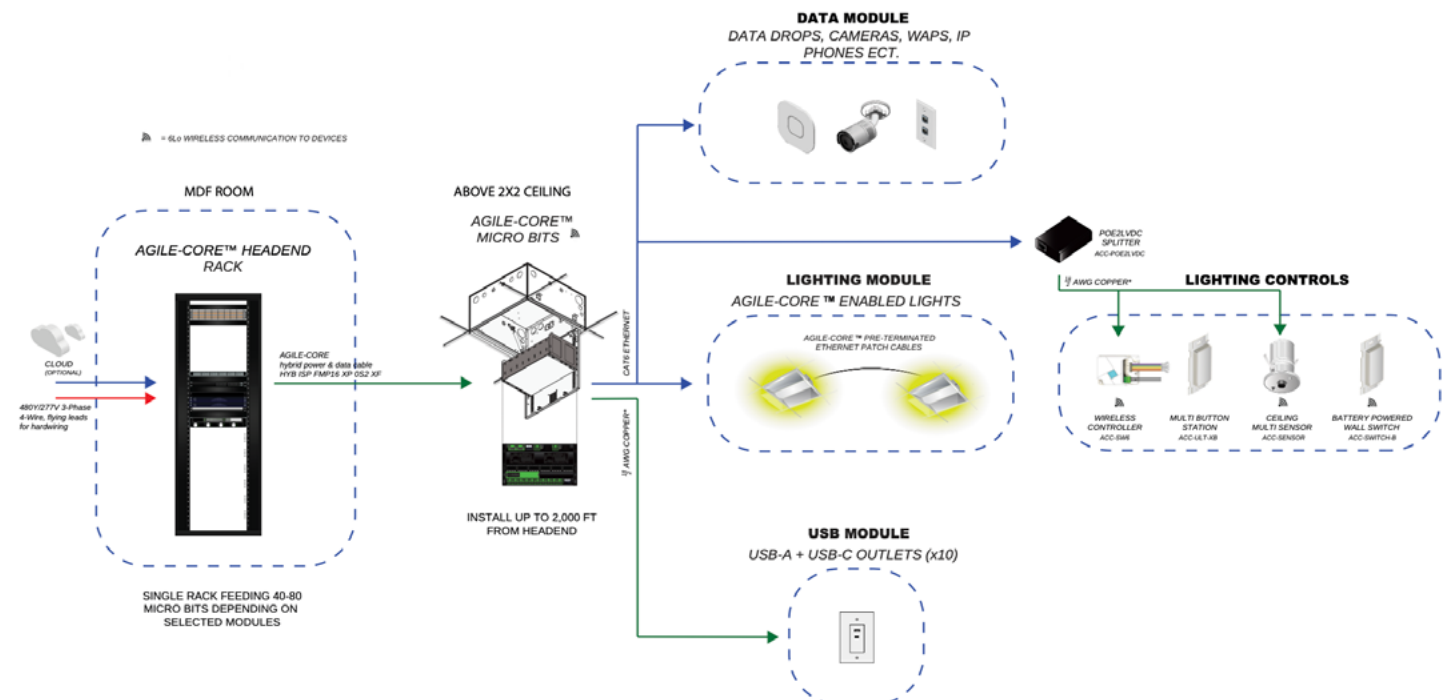 DATA MODULE
DATA DROPS, CAMERAS, WAPS, IP
PHONES ECT.
= 6Lo WIRELESS COMMUNICATION TO DEVICES
MDF ROOM
AGILE-CORE™ HEADEND
RACK
CLOUD
(OPTIONAL)
480Y/277V 3-Phase
4-Wire, flying leads
for hardwiring
AGILE-CORE
hybrid power & data cable
HYB ISP FMP16 XP 0S2 XF
SINGLE RACK FEEDING 40-80
MICRO BITS DEPENDING ON
SELECTED MODULES
ABOVE 2X2 CEILING
AGILE-CORE™
MICRO BITS
INSTALL UP TO 2,000 FT
FROM HEADEND
CAT6 ETHERNET
AWG COPPER*
LIGHTING MODULE
AGILE-CORE ™ ENABLED LIGHTS
AGILE-CORE ™ PRE-TERMINATED
ETHERNET PATCH CABLES
POE2LVDC
SPLITTER
ACC-POE2LVDC
AWG COPPER*
LIGHTING CONTROLS
WIRELESS
CONTROLLER
ACC-SW6
MULTI BUTTON
STATION
ACC-ULT-XB
CEILING
MULTI SENSOR
ACC-SENSOR
BATTERY POWERED
WALL SWITCH
ACC-SWITCH-B
USB MODULE
USB-A + USB-C OUTLETS (x10)